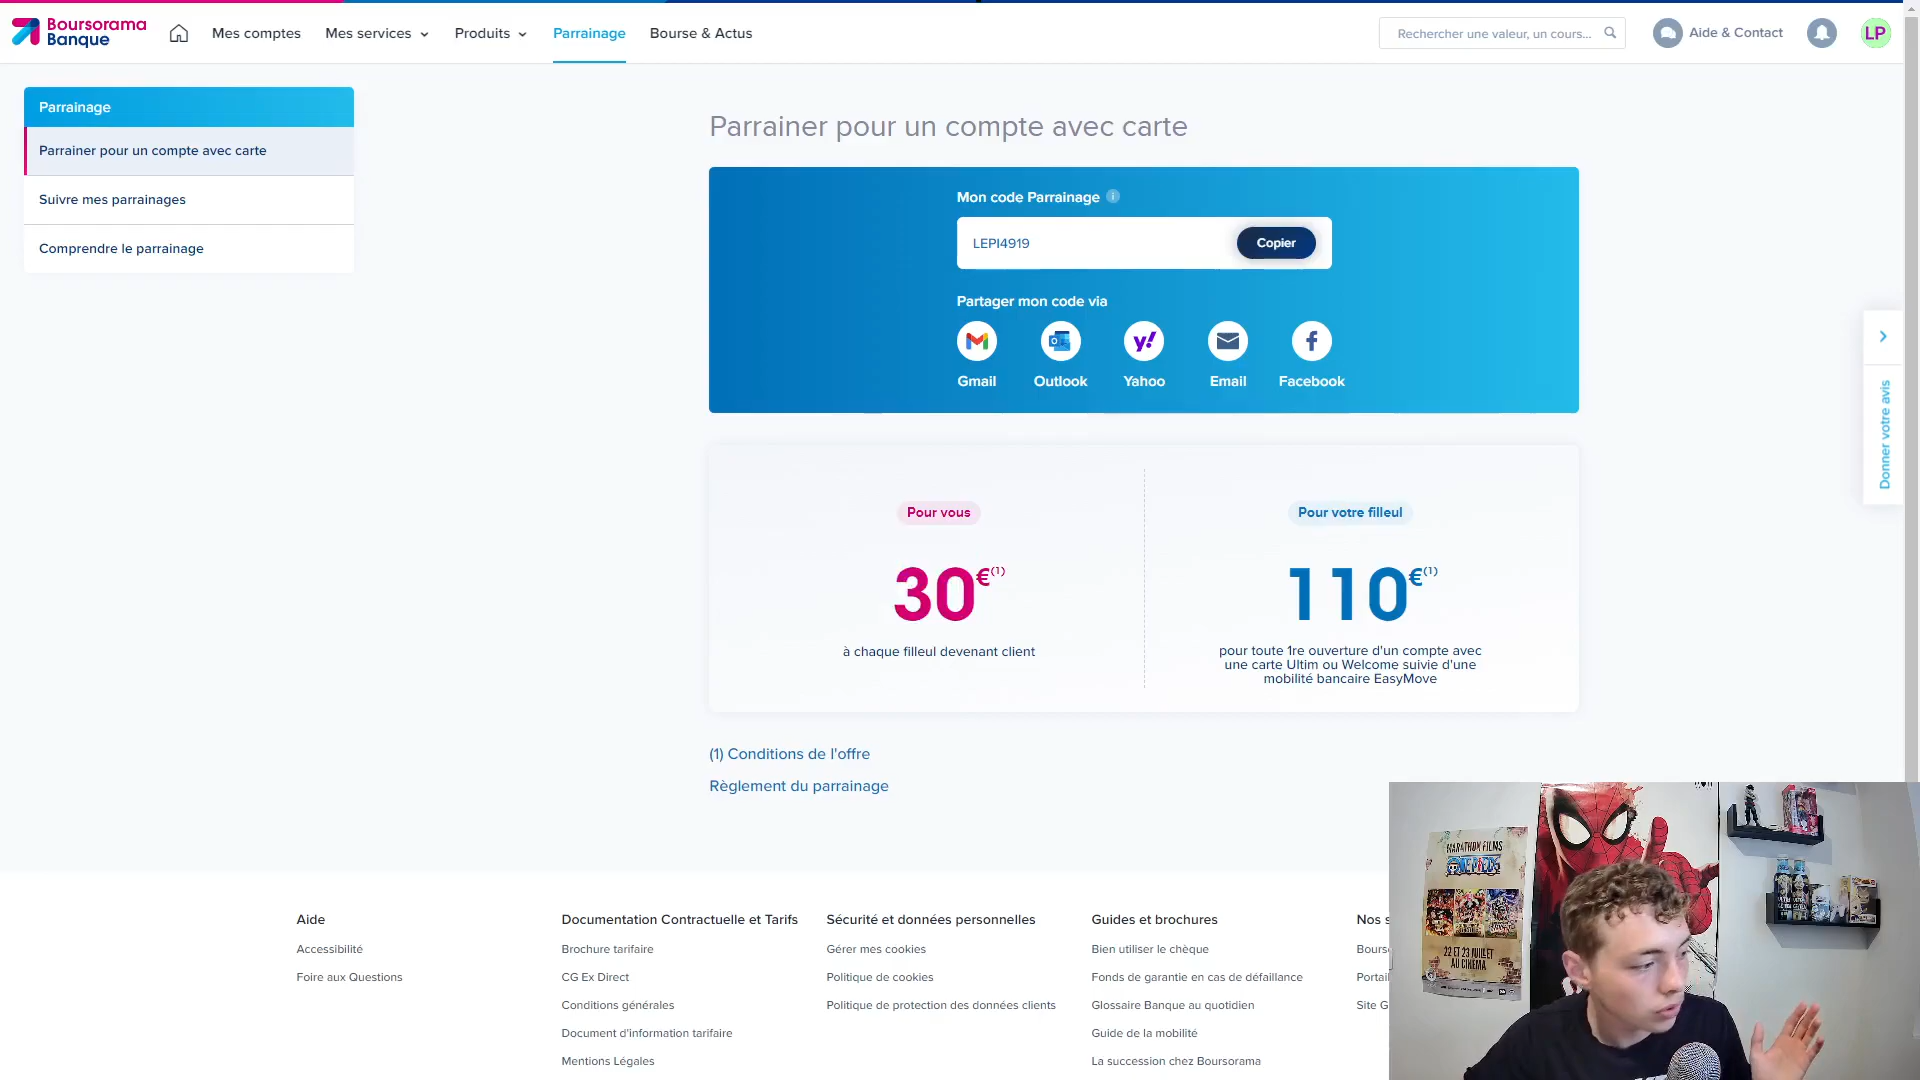 Boursorama
Banque
Mes comptes
Mes services
Produits
Parrainage
Bourse & Actus
Rechercher une valeur, un cours...
Aide & Contact
LP
Parrainage
Parrainer pour un compte avec carte
Suivre mes parrainages
Comprendre le parrainage
Parrainer pour un compte avec carte
Mon code Parrainage
LEPI4919
Copier
Partager mon code via
Gmail
Outlook
Yahoo
Email
Facebook
Donner votre avis
Pour vous
30€(1)
à chaque filleul devenant client
Pour votre filleul
110€(1)
pour toute 1re ouverture d'un compte avec
une carte Ultim ou Welcome suivie d'une
mobilité bancaire EasyMove
(1) Conditions de l'offre
Règlement du parrainage
Aide
Accessibilité
Foire aux Questions
Documentation Contractuelle et Tarifs
Brochure tarifaire
CG Ex Direct
Conditions générales
Document d'information tarifaire
Mentions Légales
Sécurité et données personnelles
Gérer mes cookies
Politique de cookies
Politique de protection des données clients
Guides et brochures
Bien utiliser le chèque
Fonds de garantie en cas de défaillance
Glossaire Banque au quotidien
Guide de la mobilité
La succession chez Boursorama
Nos s
Bours
Portai
Site G
MARATHON FILMS
ONE PIECE
22 ET 23 JUILLET
AU CINEMA